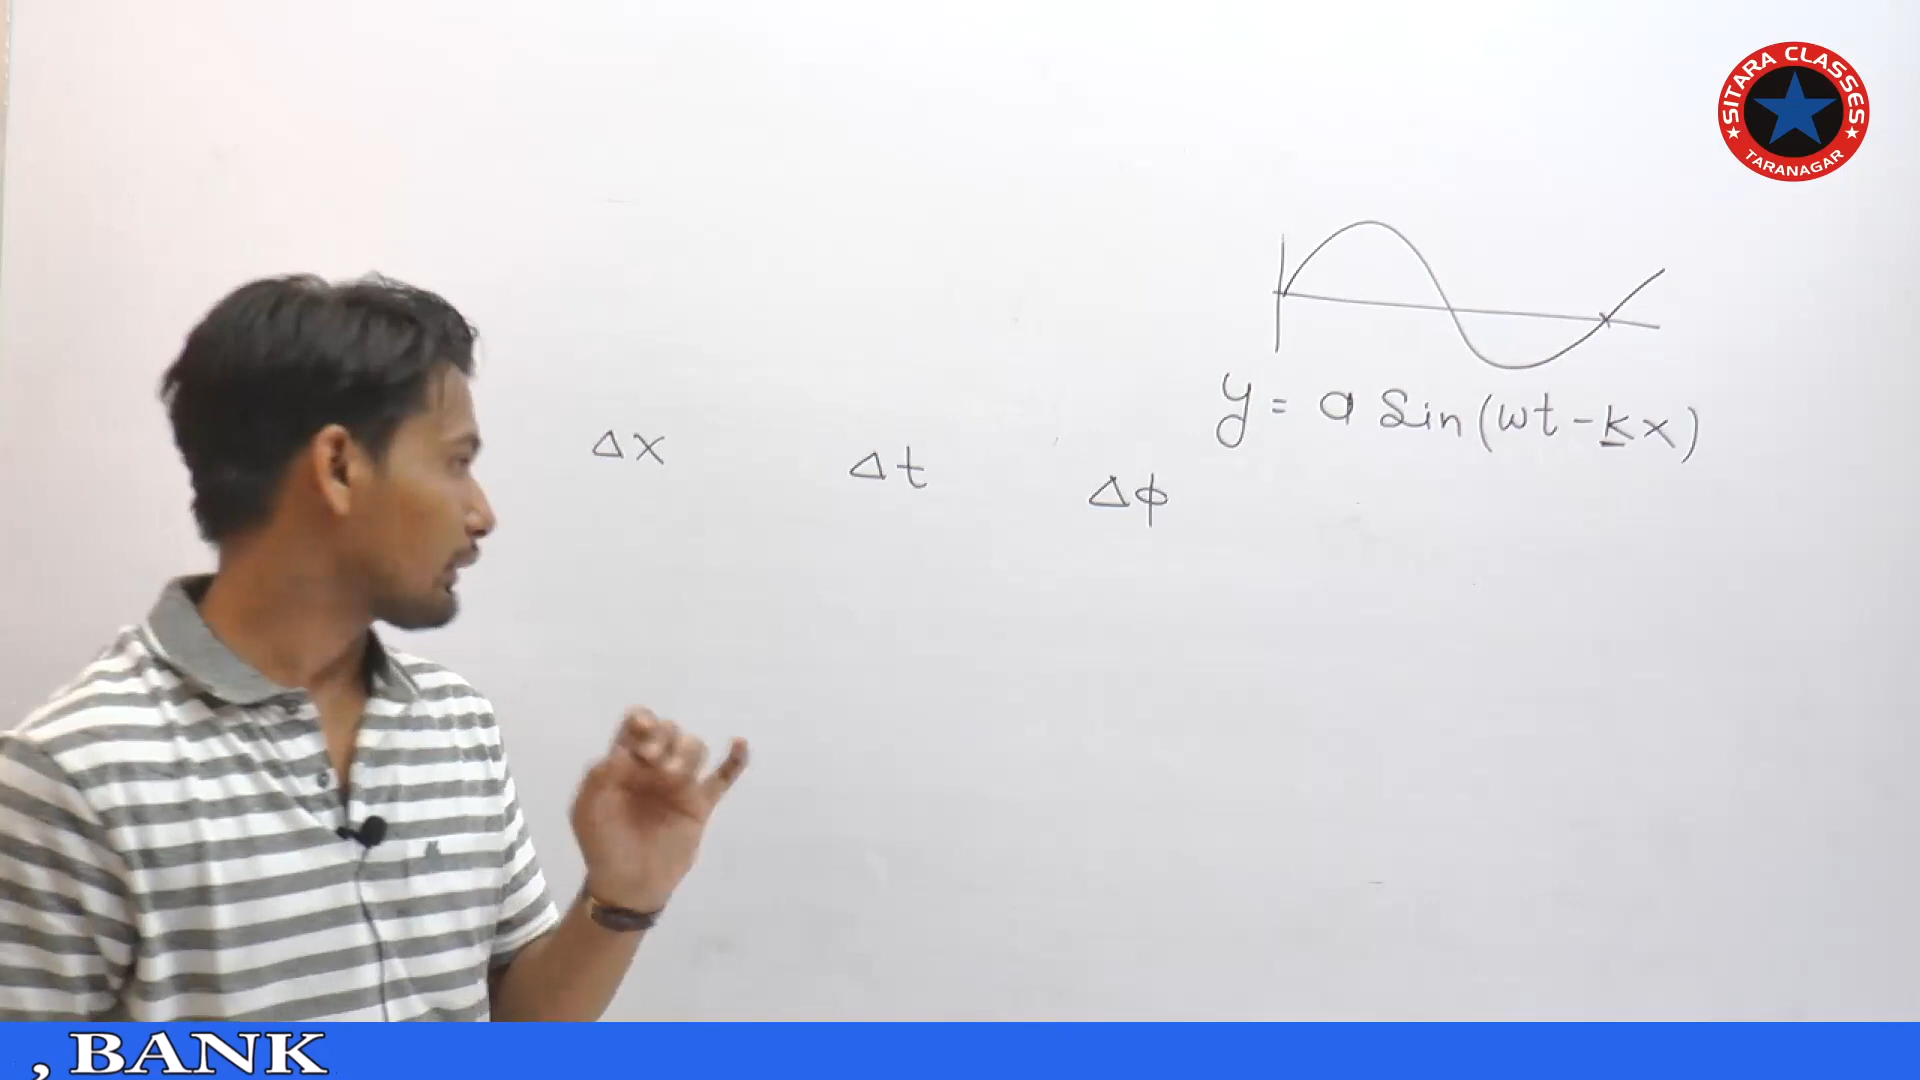 SITARA CLASSES
TARANAGAR
y = a Sin (wt - kx)
Δx Δt Δφ
, BANK